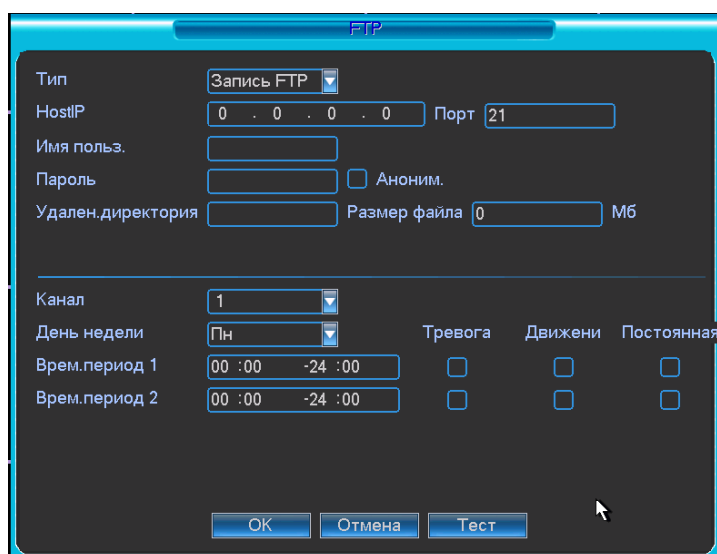 FTP
Тип Запись FTP
HostIP 0 . 0 . 0 . 0 Порт 21
Имя польз.
Пароль Аноним.
Удален.директория Размер файла 0 Мб
Канал 1
День недели Пн Тревога Движени Постоянная
Врем.период 1 00 :00 -24 :00
Врем.период 2 00 :00 -24 :00
OK Отмена Тест